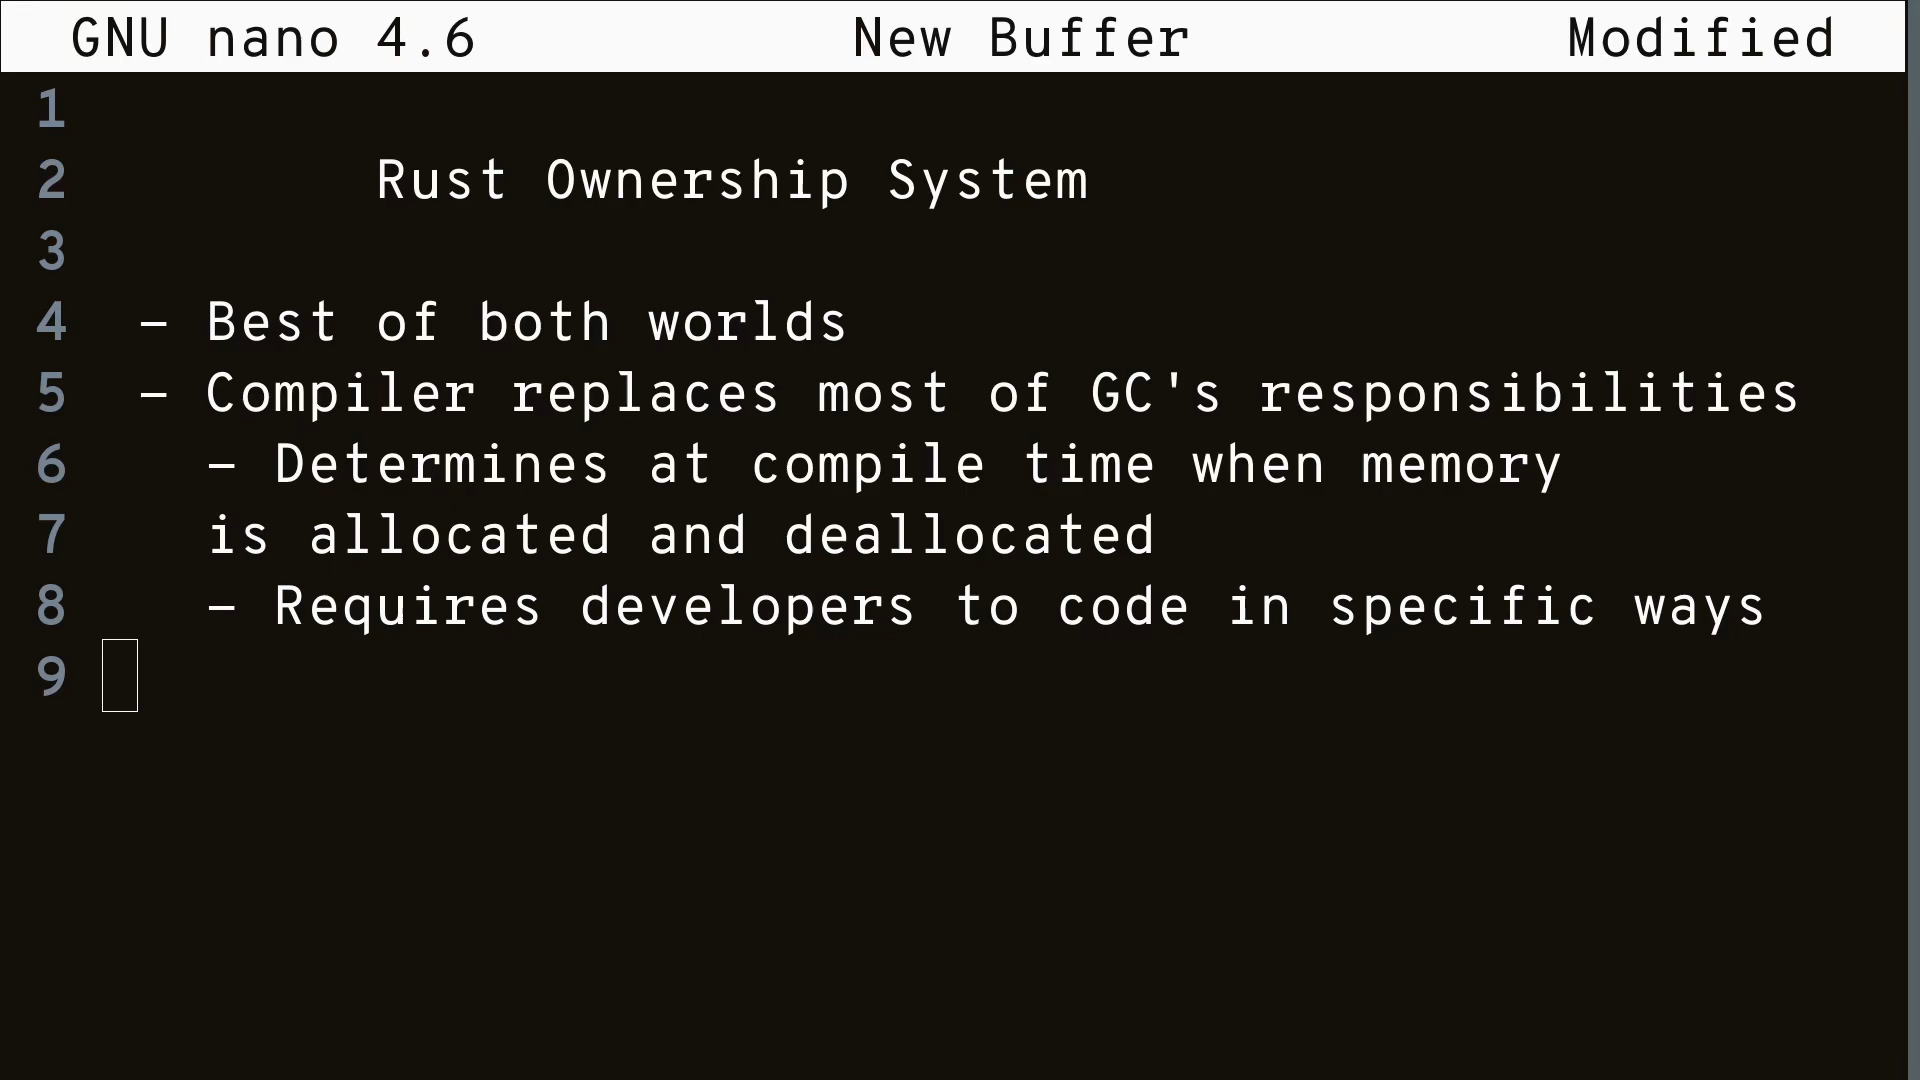 GNU nano 4.6 New Buffer Modified
1
2 Rust Ownership System
3
4 - Best of both worlds
5 - Compiler replaces most of GC's responsibilities
6 - Determines at compile time when memory
7 is allocated and deallocated
8 - Requires developers to code in specific ways
9